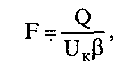 F = Q / (Uкβ),